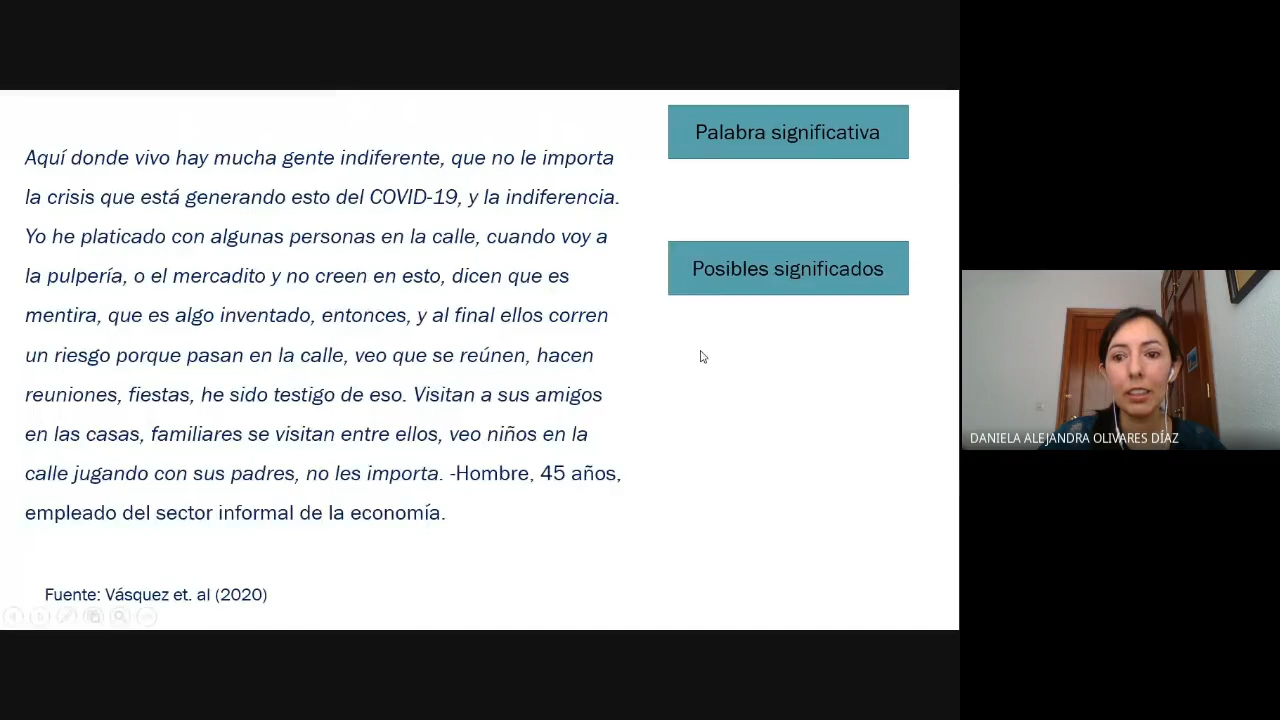 Aquí donde vivo hay mucha gente indiferente, que no le importa
la crisis que está generando esto del COVID-19, y la indiferencia.
Yo he platicado con algunas personas en la calle, cuando voy a
la pulpería, o el mercadito y no creen en esto, dicen que es
mentira, que es algo inventado, entonces, y al final ellos corren
un riesgo porque pasan en la calle, veo que se reúnen, hacen
reuniones, fiestas, he sido testigo de eso. Visitan a sus amigos
en las casas, familiares se visitan entre ellos, veo niños en la
calle jugando con sus padres, no les importa. -Hombre, 45 años,
empleado del sector informal de la economía.
Fuente: Vásquez et. al (2020)
Palabra significativa
Posibles significados
DANIELA ALEJANDRA OLIVARES DÍAZ